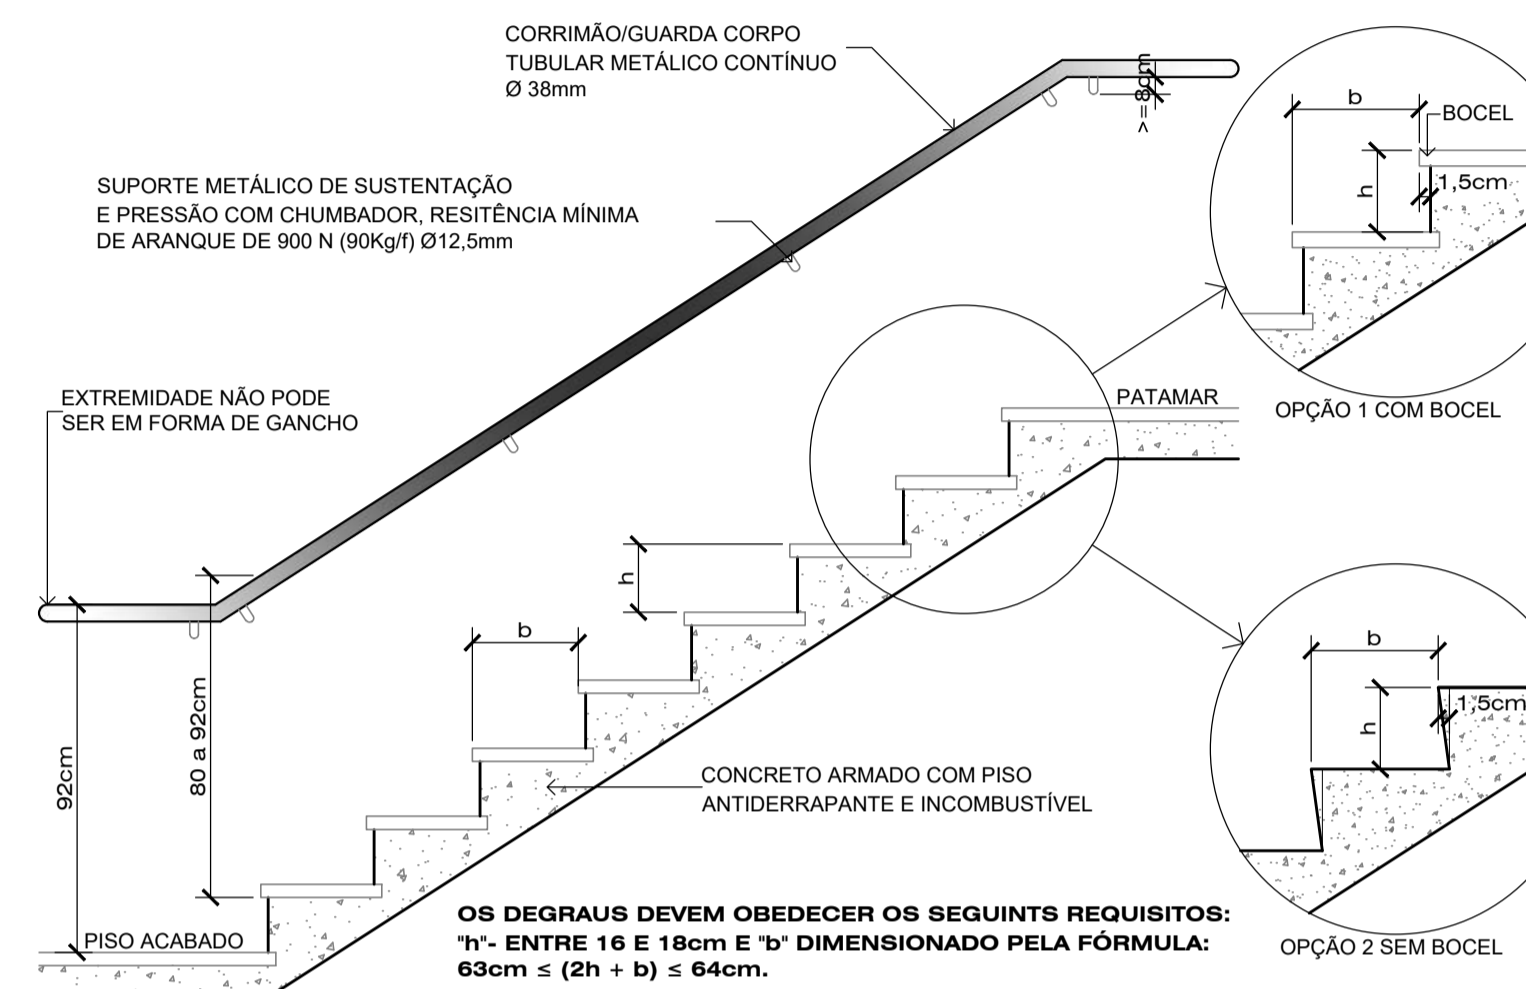 CORRIMÃO/GUARDA CORPO
TUBULAR METÁLICO CONTÍNUO
Ø 38mm
>=8cm
SUPORTE METÁLICO DE SUSTENTAÇÃO
E PRESSÃO COM CHUMBADOR, RESITÊNCIA MÍNIMA
DE ARANQUE DE 900 N (90Kg/f) Ø12,5mm
b
BOCEL
h
1,5cm
OPÇÃO 1 COM BOCEL
EXTREMIDADE NÃO PODE
SER EM FORMA DE GANCHO
PATAMAR
h
b
92cm
80 a 92cm
b
h
1,5cm
OPÇÃO 2 SEM BOCEL
CONCRETO ARMADO COM PISO
ANTIDERRAPANTE E INCOMBUSTÍVEL
PISO ACABADO
OS DEGRAUS DEVEM OBEDECER OS SEGUINTS REQUISITOS:
"h"- ENTRE 16 E 18cm E "b" DIMENSIONADO PELA FÓRMULA:
63cm ≤ (2h + b) ≤ 64cm.